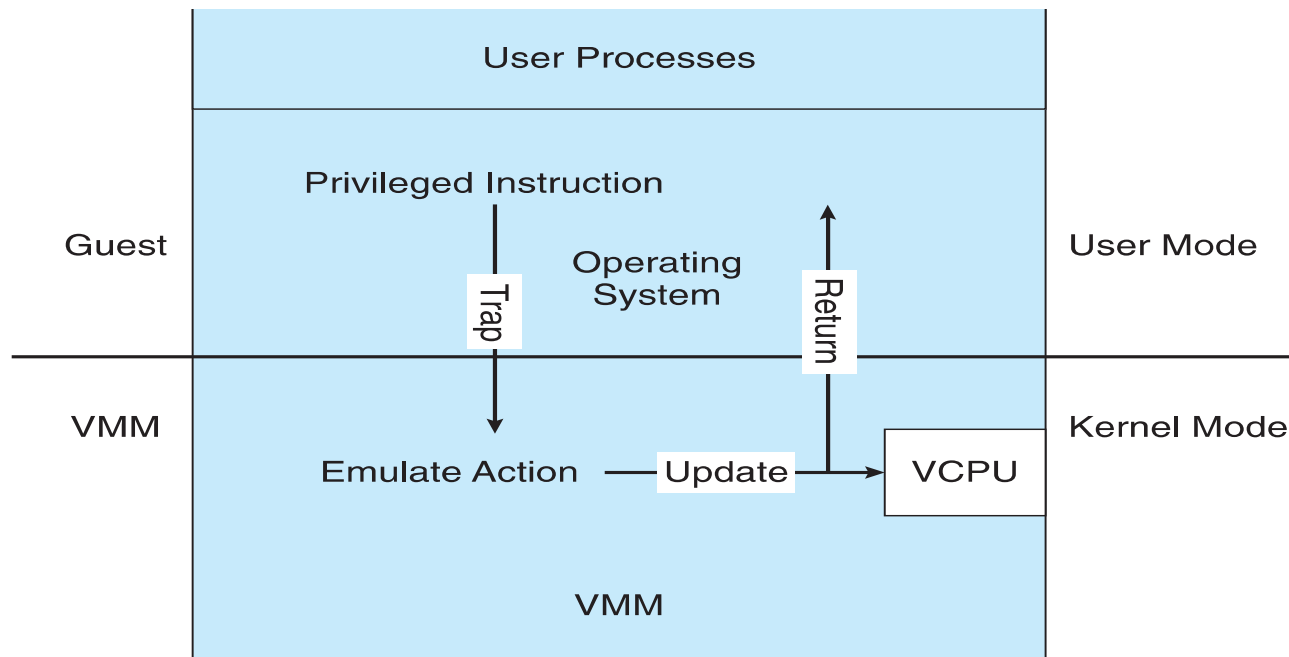 User Processes
Privileged Instruction
Guest
Operating
System
User Mode
Trap
Return
VMM
Kernel Mode
Emulate Action
Update
VCPU
VMM